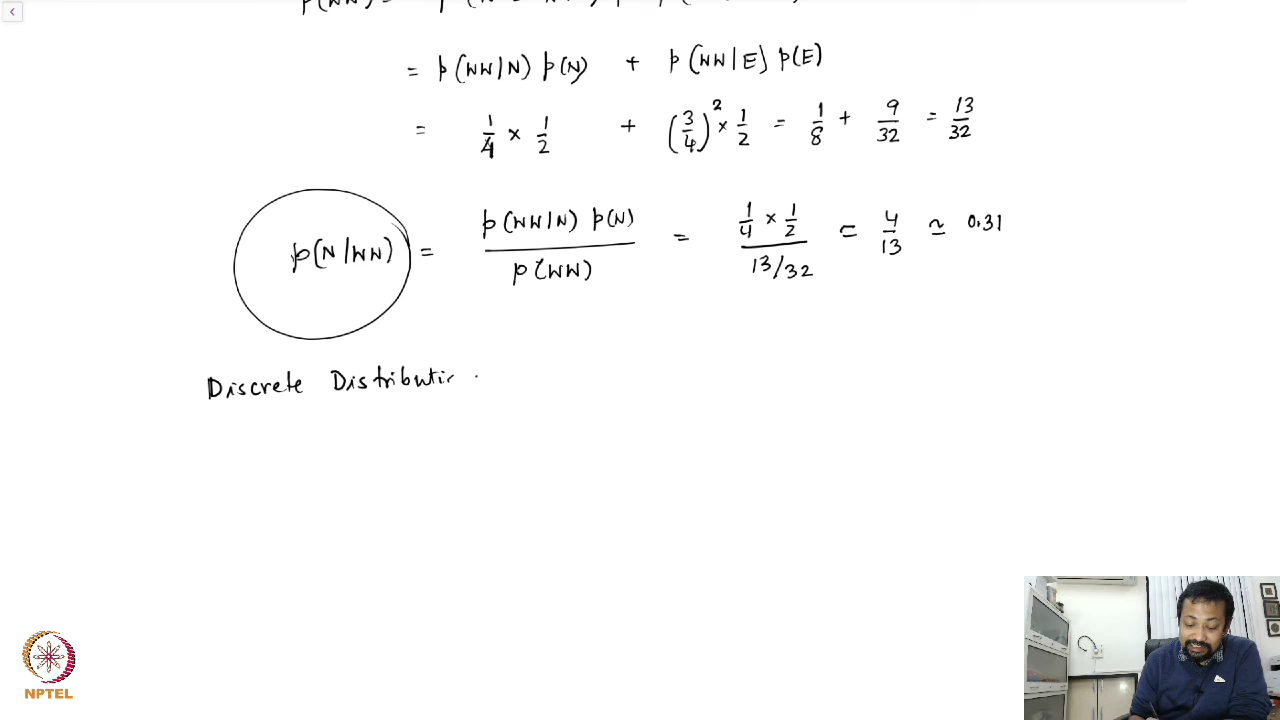 = p(WW|N) p(N) + p(WW|E) p(E)
= 1/4 × 1/2 + (3/4)² × 1/2 = 1/8 + 9/32 = 13/32
p(N|WW) = p(WW|N) p(N) / p(WW) = 1/4 × 1/2 / 13/32 = 4/13 ≃ 0.31
Discrete Distributi
NPTEL